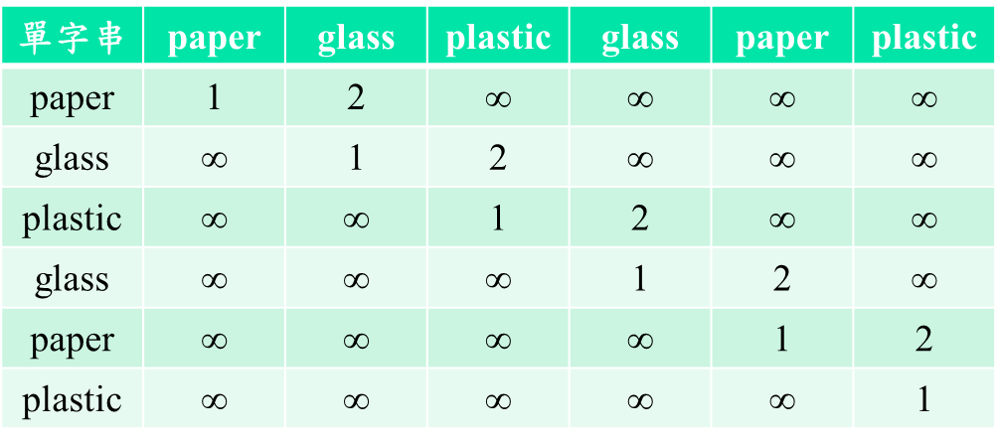 單字串 paper glass plastic glass paper plastic
paper 1 2 ∞ ∞ ∞ ∞
glass ∞ 1 2 ∞ ∞ ∞
plastic ∞ ∞ 1 2 ∞ ∞
glass ∞ ∞ ∞ 1 2 ∞
paper ∞ ∞ ∞ ∞ 1 2
plastic ∞ ∞ ∞ ∞ ∞ 1